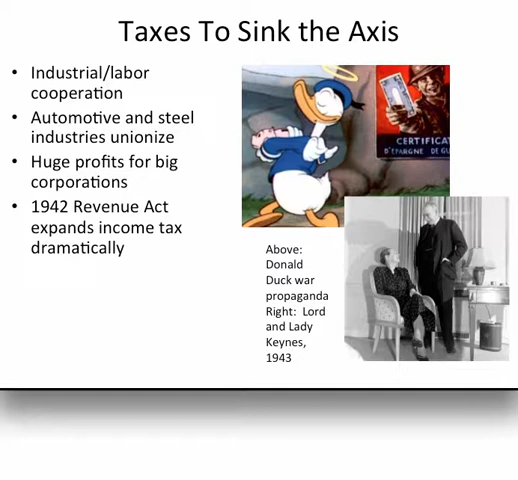 Taxes To Sink the Axis
• Industrial/labor
cooperation
• Automotive and steel
industries unionize
• Huge profits for big
corporations
• 1942 Revenue Act
expands income tax
dramatically
CERTIFICA
D'EPARGNE DE GU
Above:
Donald
Duck war
propaganda
Right: Lord
and Lady
Keynes,
1943